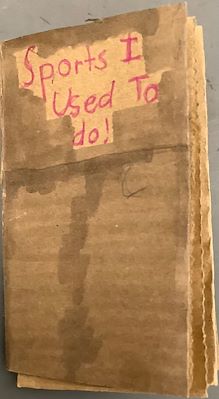 Sports I
Used To
do!
C